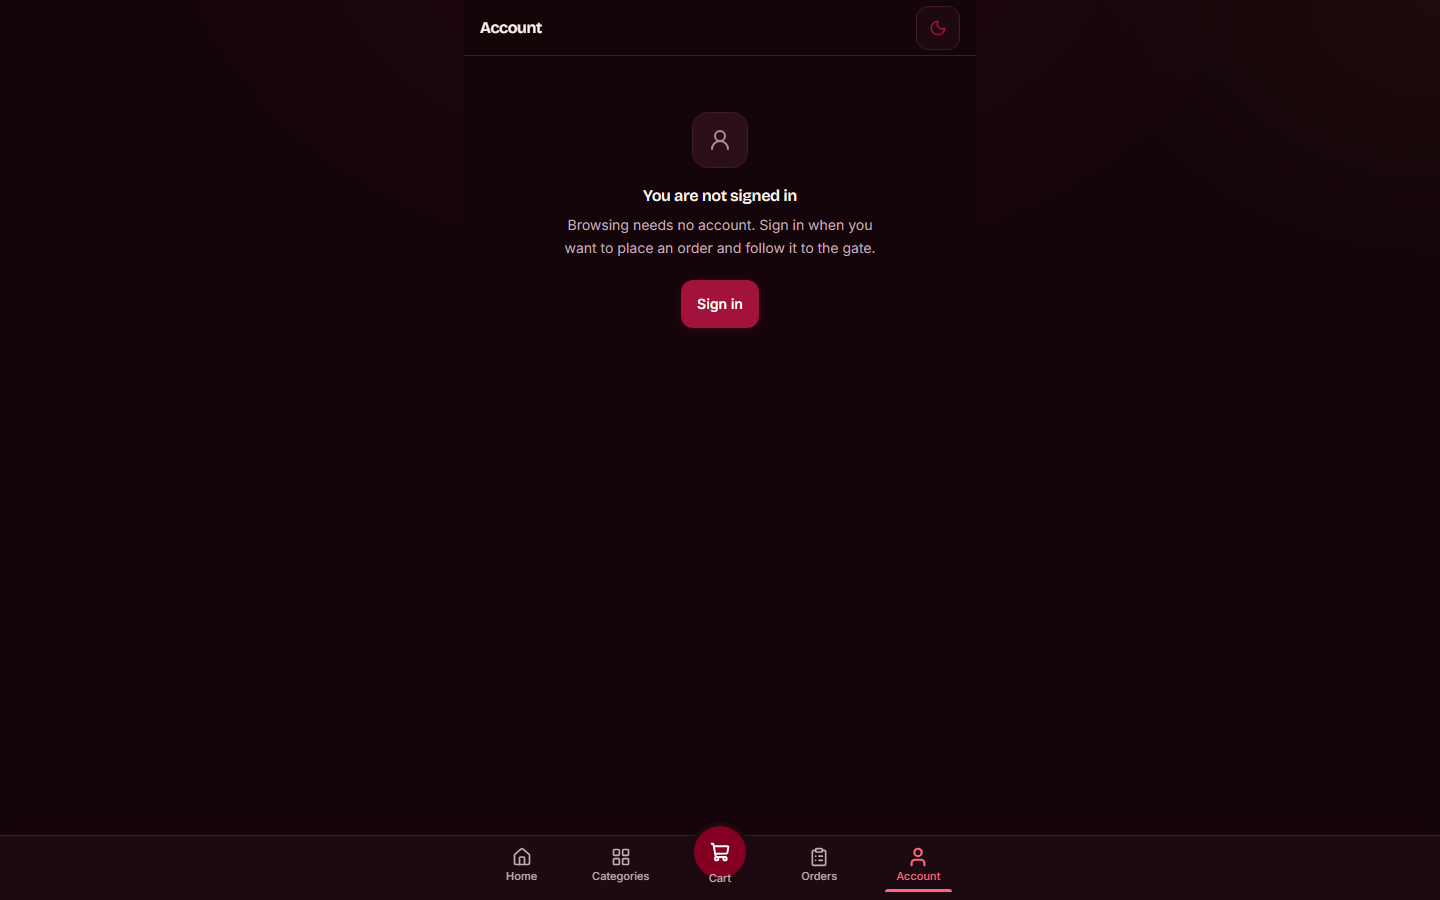 Account
You are not signed in
Browsing needs no account. Sign in when you
want to place an order and follow it to the gate.
Sign in
Home
Categories
Cart
Orders
Account